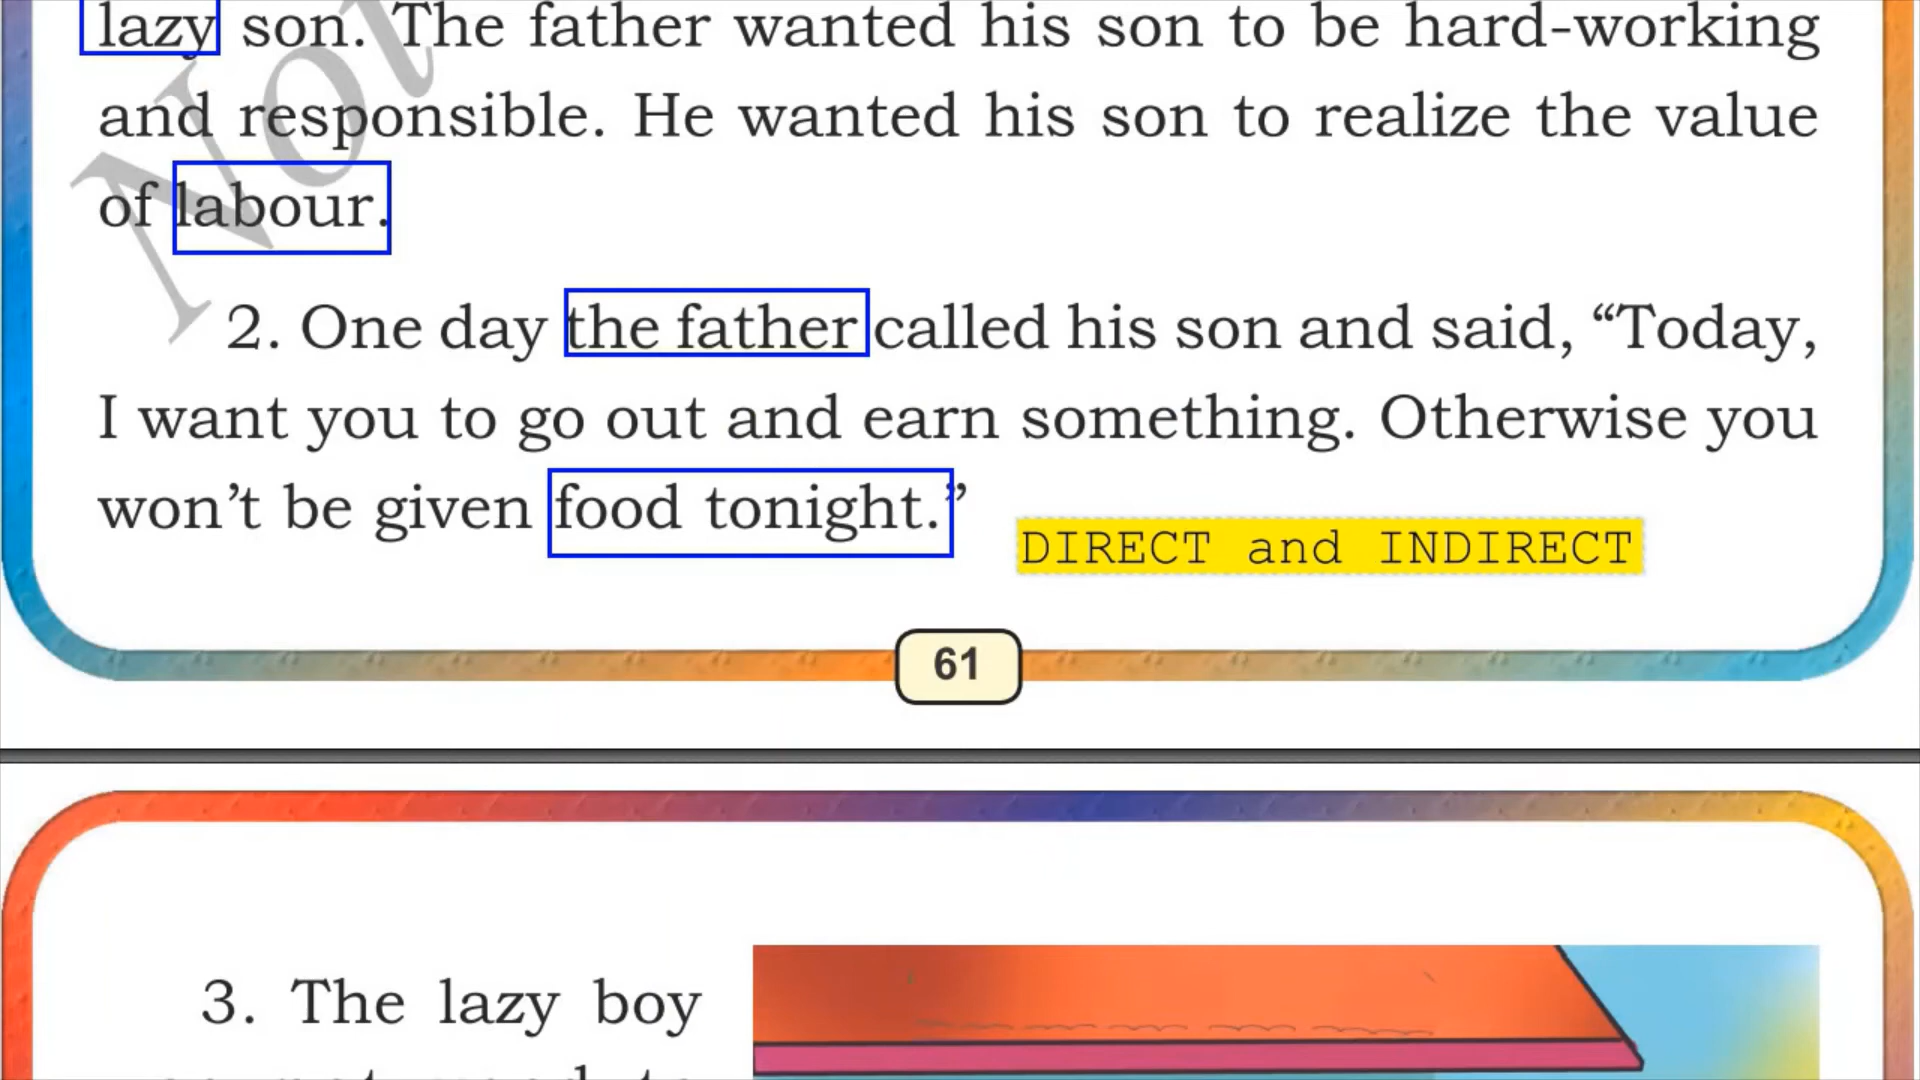 lazy son. The father wanted his son to be hard-working
and responsible. He wanted his son to realize the value
of labour.
Not
2. One day the father called his son and said, “Today,
I want you to go out and earn something. Otherwise you
won’t be given food tonight.”
DIRECT and INDIRECT
61
3. The lazy boy